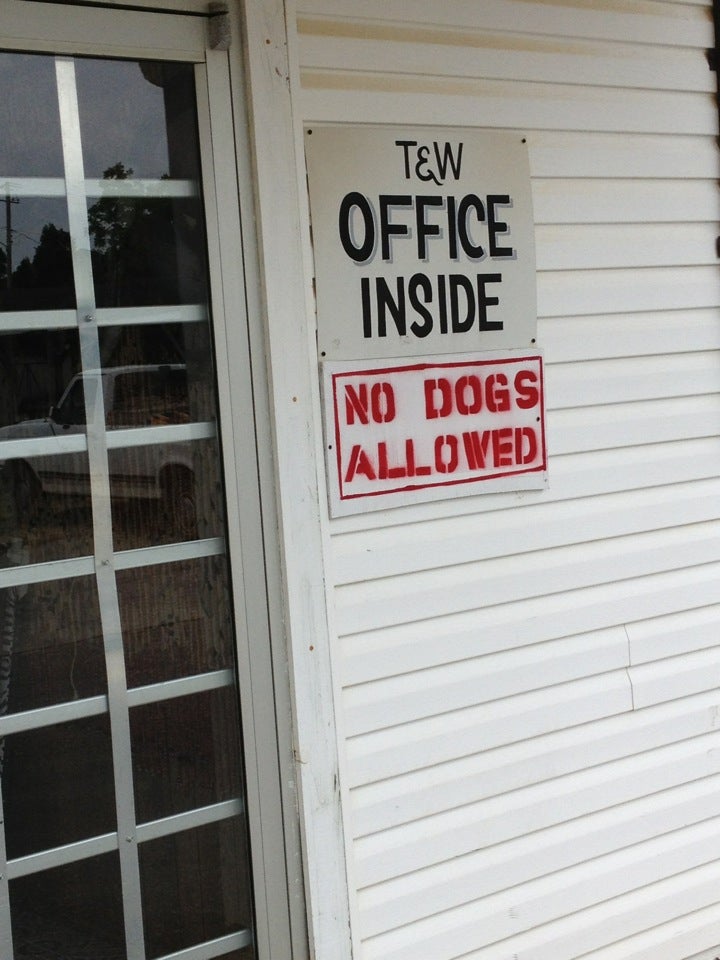 T&W
OFFICE
INSIDE
NO DOGS
ALLOWED